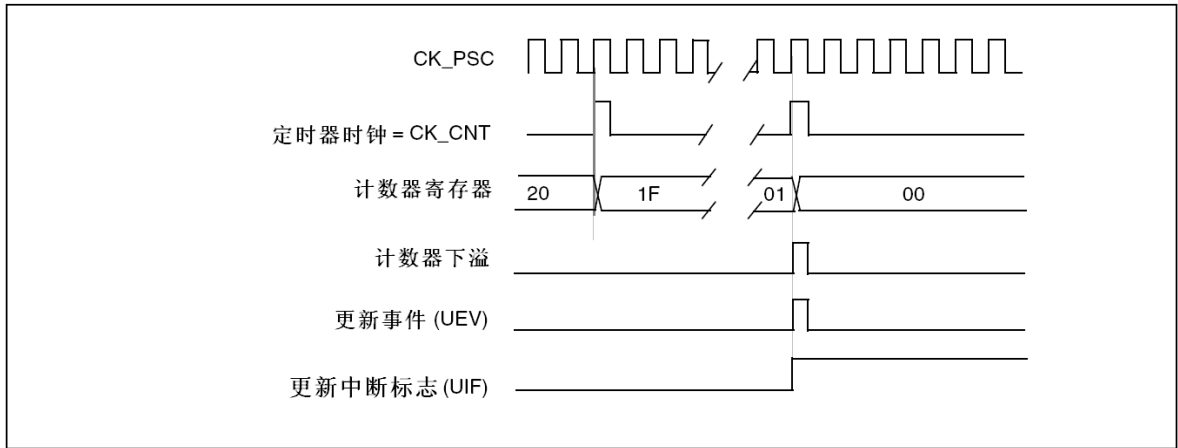 CK_PSC
定时器时钟 = CK_CNT
计数器寄存器 20 1F 01 00
计数器下溢
更新事件 (UEV)
更新中断标志 (UIF)